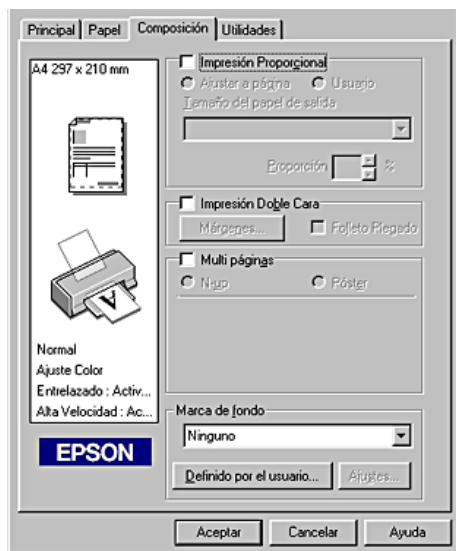 Principal Papel Composición Utilidades
A4 297 x 210 mm
Normal
Ajuste Color
Entrelazado : Activ...
Alta Velocidad : Ac...
EPSON
Impresión Proporcional
Ajustar a página Usuario
Tamaño del papel de salida
Proporción %
Impresión Doble Cara
Márgenes... Folleto Plegado
Multi páginas
N-up Póster
Marca de fondo
Ninguno
Definido por el usuario... Ajustes...
Aceptar Cancelar Ayuda